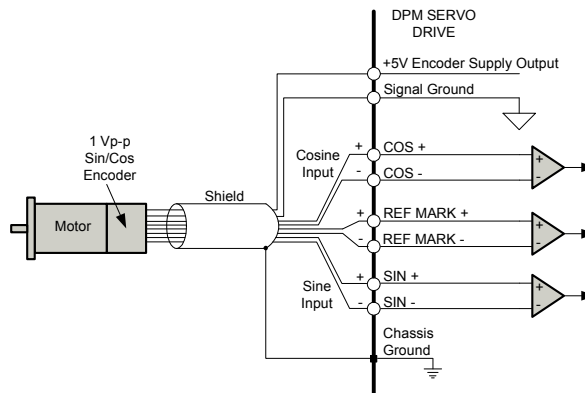 DPM SERVO
DRIVE
+5V Encoder Supply Output
Signal Ground
1 Vp-p
Sin/Cos
Encoder
Cosine
Input
+ COS +
- COS -
+
-
Shield
Motor
+ REF MARK +
- REF MARK -
+
-
Sine
Input
+ SIN +
- SIN -
+
-
Chassis
Ground